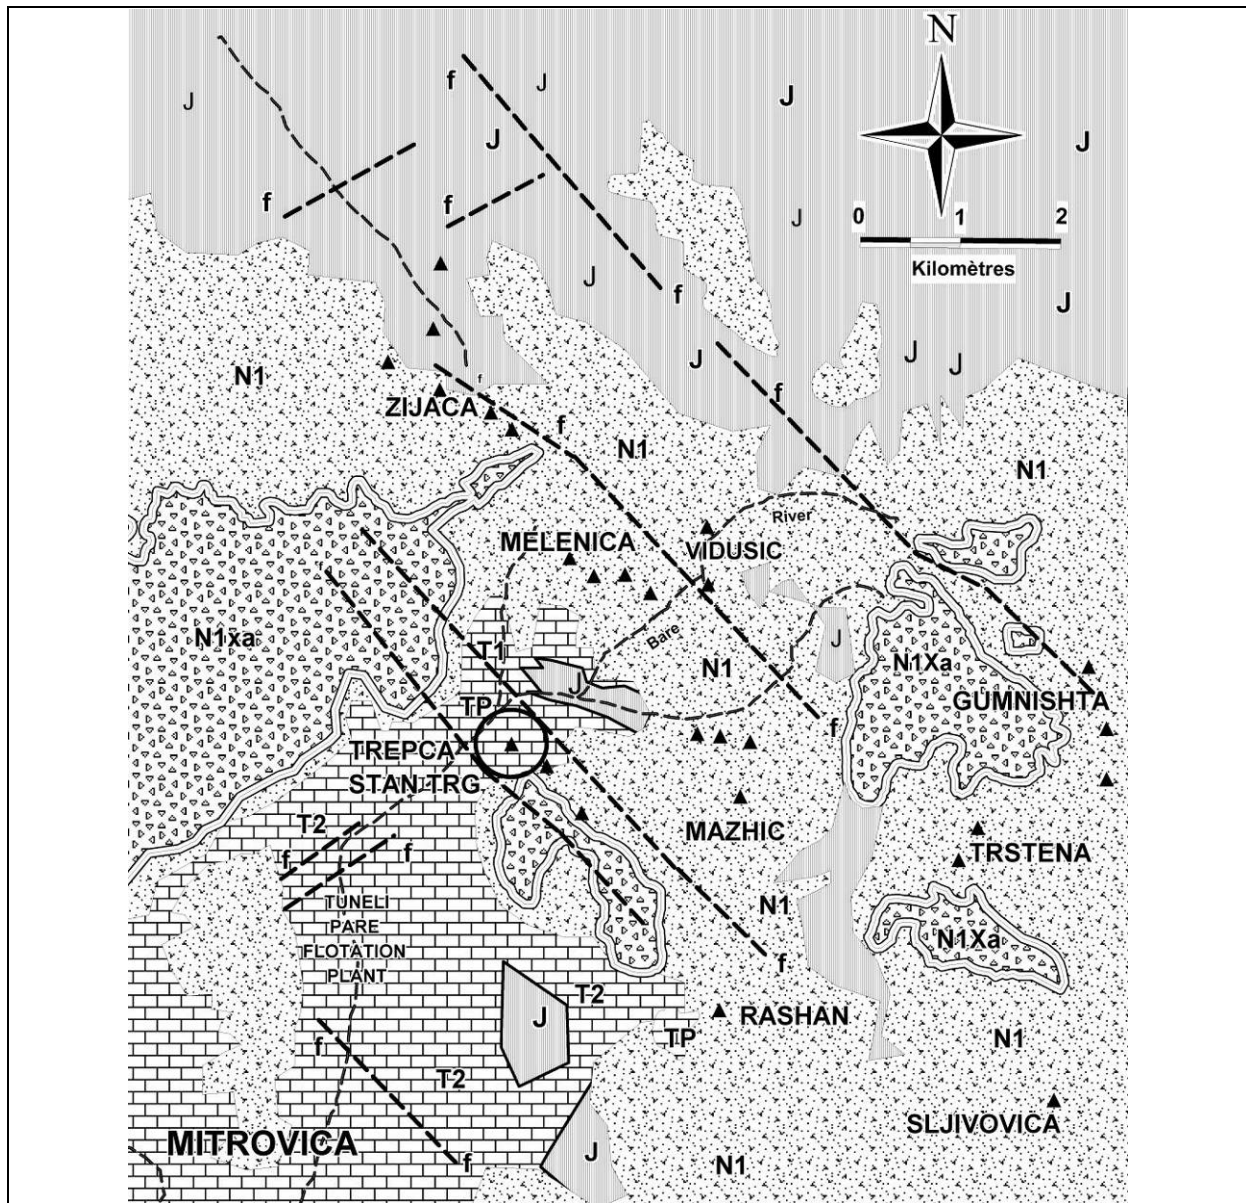 N
f
J
J
J
J
J
0
1
2
Kilomètres
f
f
J
J
f
J
J
J
J
J
N1
f
f
ZIJACA
f
N1
N1
River
MELENICA
VIDUSIC
Bare
N1xa
T1
N1
J
J
N1Xa
GUMNISHTA
TP
f
TREPCA
STAN TRG
T2
f
f
MAZHIC
TRSTENA
TUNELI
PARE
FLOTATION
PLANT
N1
N1Xa
f
T2
J
RASHAN
TP
N1
f
T2
SLJIVOVICA
MITROVICA
J
N1
f